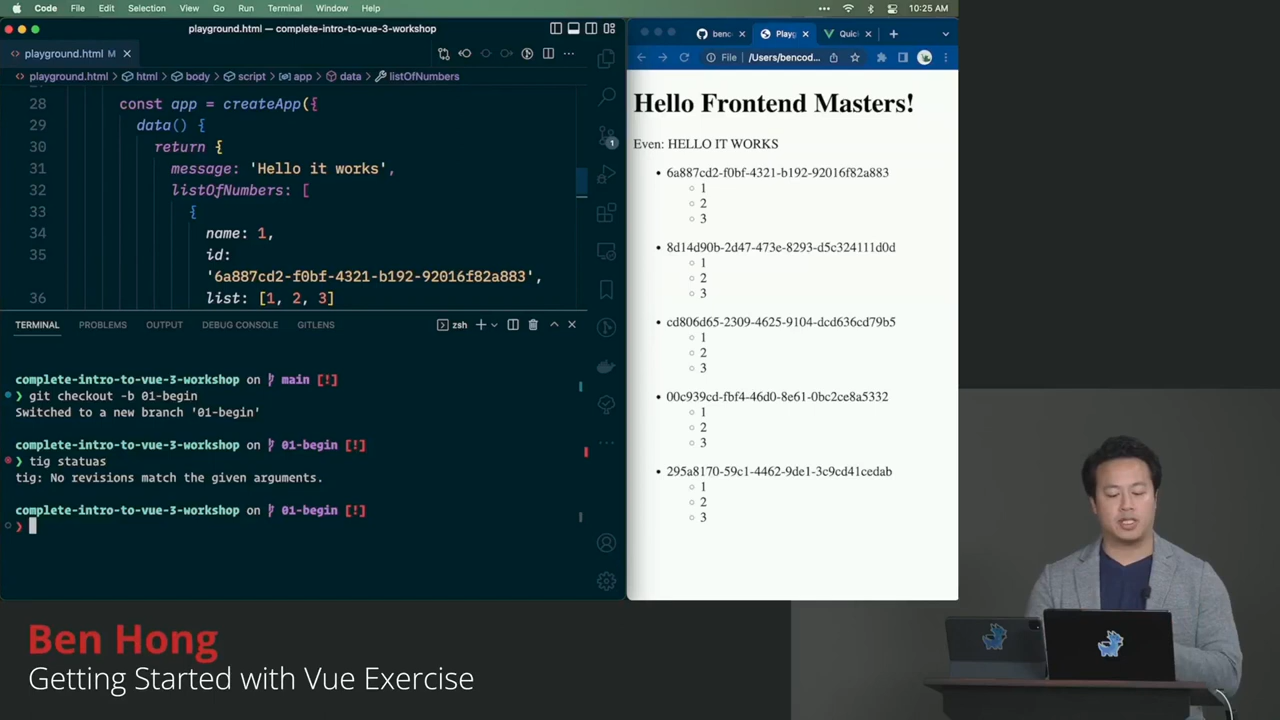 Code File Edit Selection View Go Run Terminal Window Help 10:25 AM
playground.html — complete-intro-to-vue-3-workshop
playground.html M
playground.html html body script app data listOfNumbers
28 const app = createApp({
29 data() {
30 return {
31 message: 'Hello it works',
32 listOfNumbers: [
33 {
34 name: 1,
35 id:
'6a887cd2-f0bf-4321-b192-92016f82a883',
36 list: [1, 2, 3]
1
TERMINAL PROBLEMS OUTPUT DEBUG CONSOLE GITLENS zsh
complete-intro-to-vue-3-workshop on main [!]
❯ git checkout -b 01-begin
Switched to a new branch '01-begin'
complete-intro-to-vue-3-workshop on 01-begin [!]
❯ tig statuas
tig: No revisions match the given arguments.
complete-intro-to-vue-3-workshop on 01-begin [!]
❯
benc Playg Quic
File /Users/bencod...
Hello Frontend Masters!
Even: HELLO IT WORKS
• 6a887cd2-f0bf-4321-b192-92016f82a883
◦ 1
◦ 2
◦ 3
• 8d14d90b-2d47-473e-8293-d5c324111d0d
◦ 1
◦ 2
◦ 3
• cd806d65-2309-4625-9104-dcd636cd79b5
◦ 1
◦ 2
◦ 3
• 00c939cd-fbf4-46d0-8e61-0bc2ce8a5332
◦ 1
◦ 2
◦ 3
• 295a8170-59c1-4462-9de1-3c9cd41cedab
◦ 1
◦ 2
◦ 3
Ben Hong
Getting Started with Vue Exercise